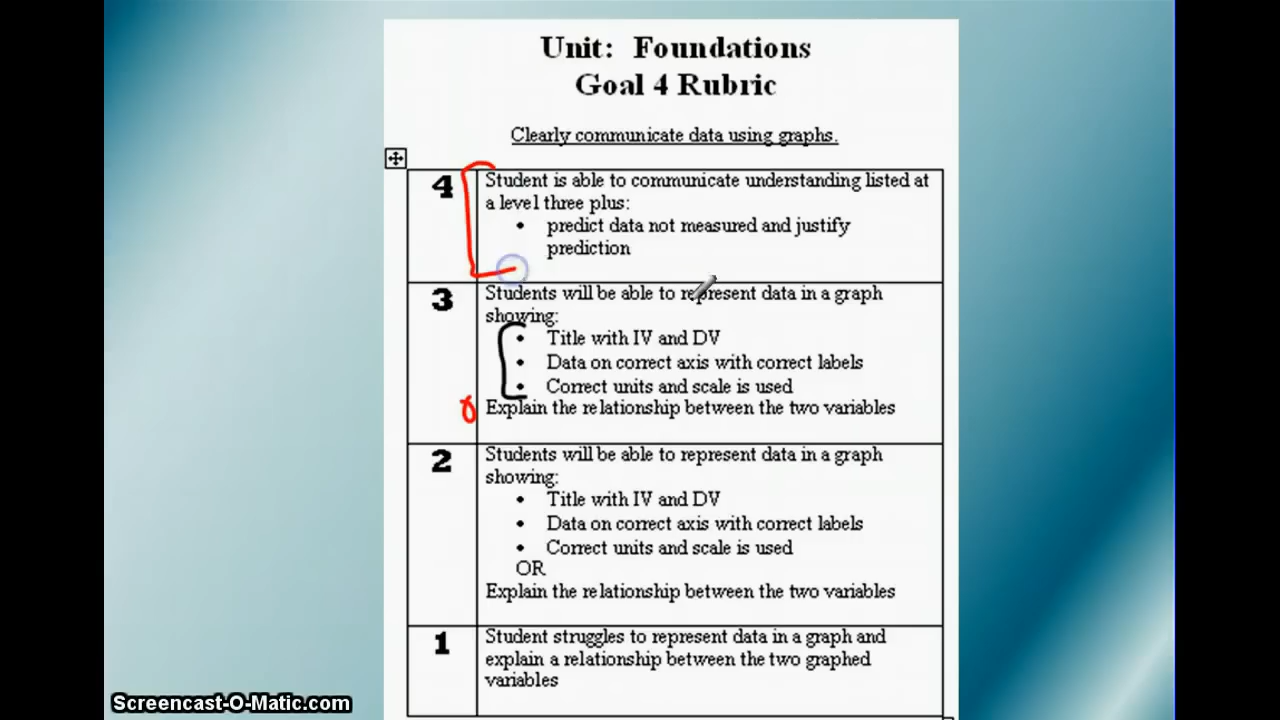 Unit: Foundations
Goal 4 Rubric
Clearly communicate data using graphs.
4
Student is able to communicate understanding listed at
a level three plus:
• predict data not measured and justify
prediction
3
Students will be able to represent data in a graph
showing:
• Title with IV and DV
• Data on correct axis with correct labels
• Correct units and scale is used
Explain the relationship between the two variables
2
Students will be able to represent data in a graph
showing:
• Title with IV and DV
• Data on correct axis with correct labels
• Correct units and scale is used
OR
Explain the relationship between the two variables
1
Student struggles to represent data in a graph and
explain a relationship between the two graphed
variables
Screencast-O-Matic.com